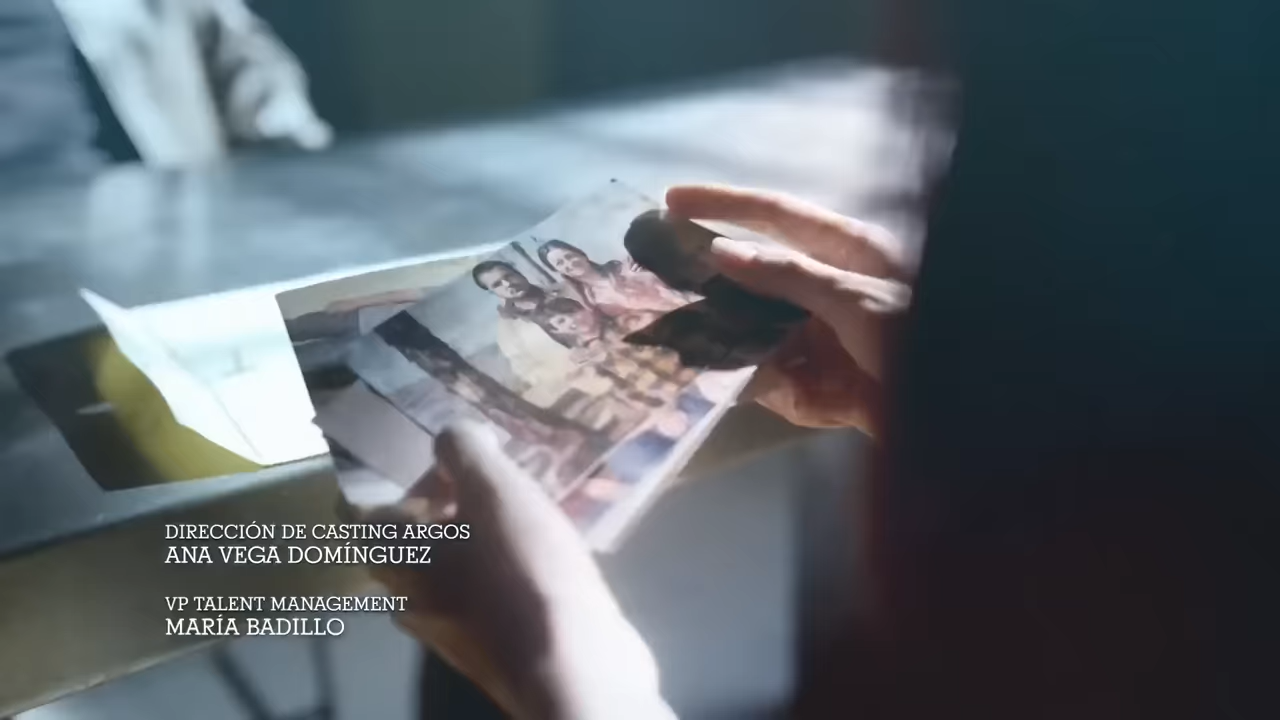 DIRECCIÓN DE CASTING ARGOS
ANA VEGA DOMÍNGUEZ
VP TALENT MANAGEMENT
MARÍA BADILLO